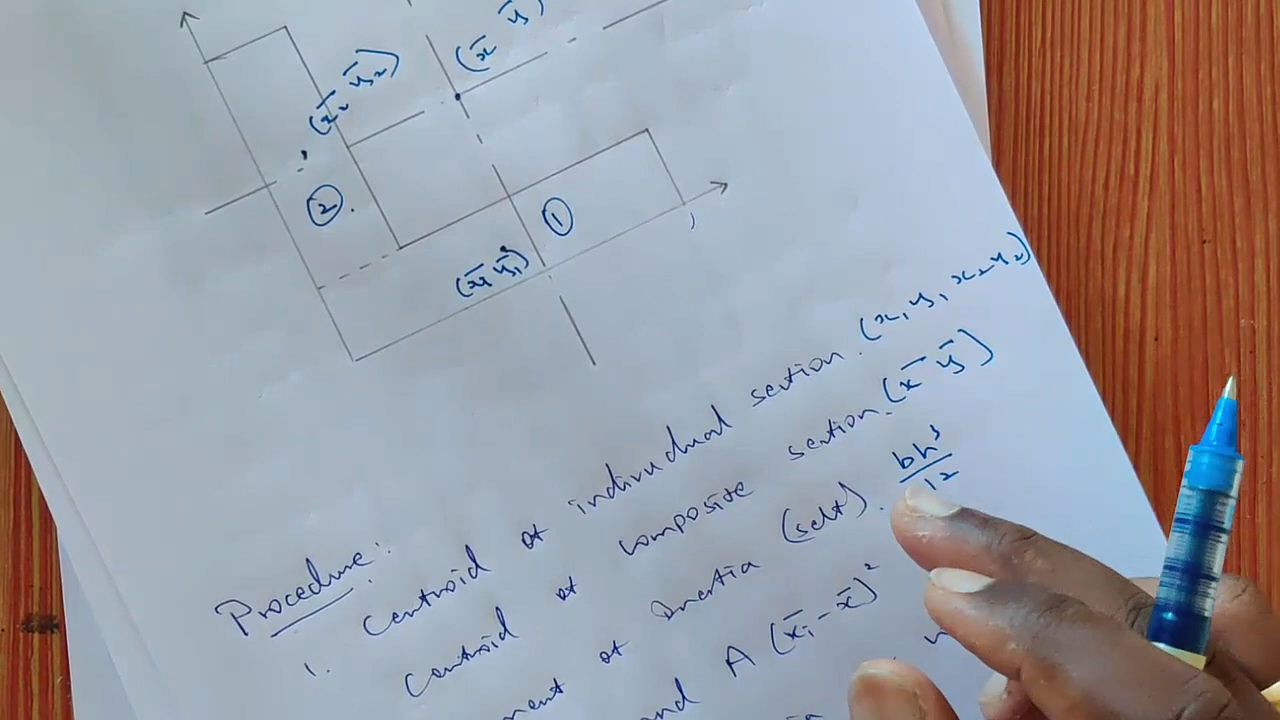 (x̄ ȳ)
(x̄₂ ȳ₂)
②.
①
(x̄₁ ȳ₁)
Procedure:
1. Centroid of individual section. (x₁ y₁, x₂ y₂)
Centroid of composite section. (x̄ ȳ)
ment of Inertia (self). bh³/12
and A (x̄₁ - x̄)²